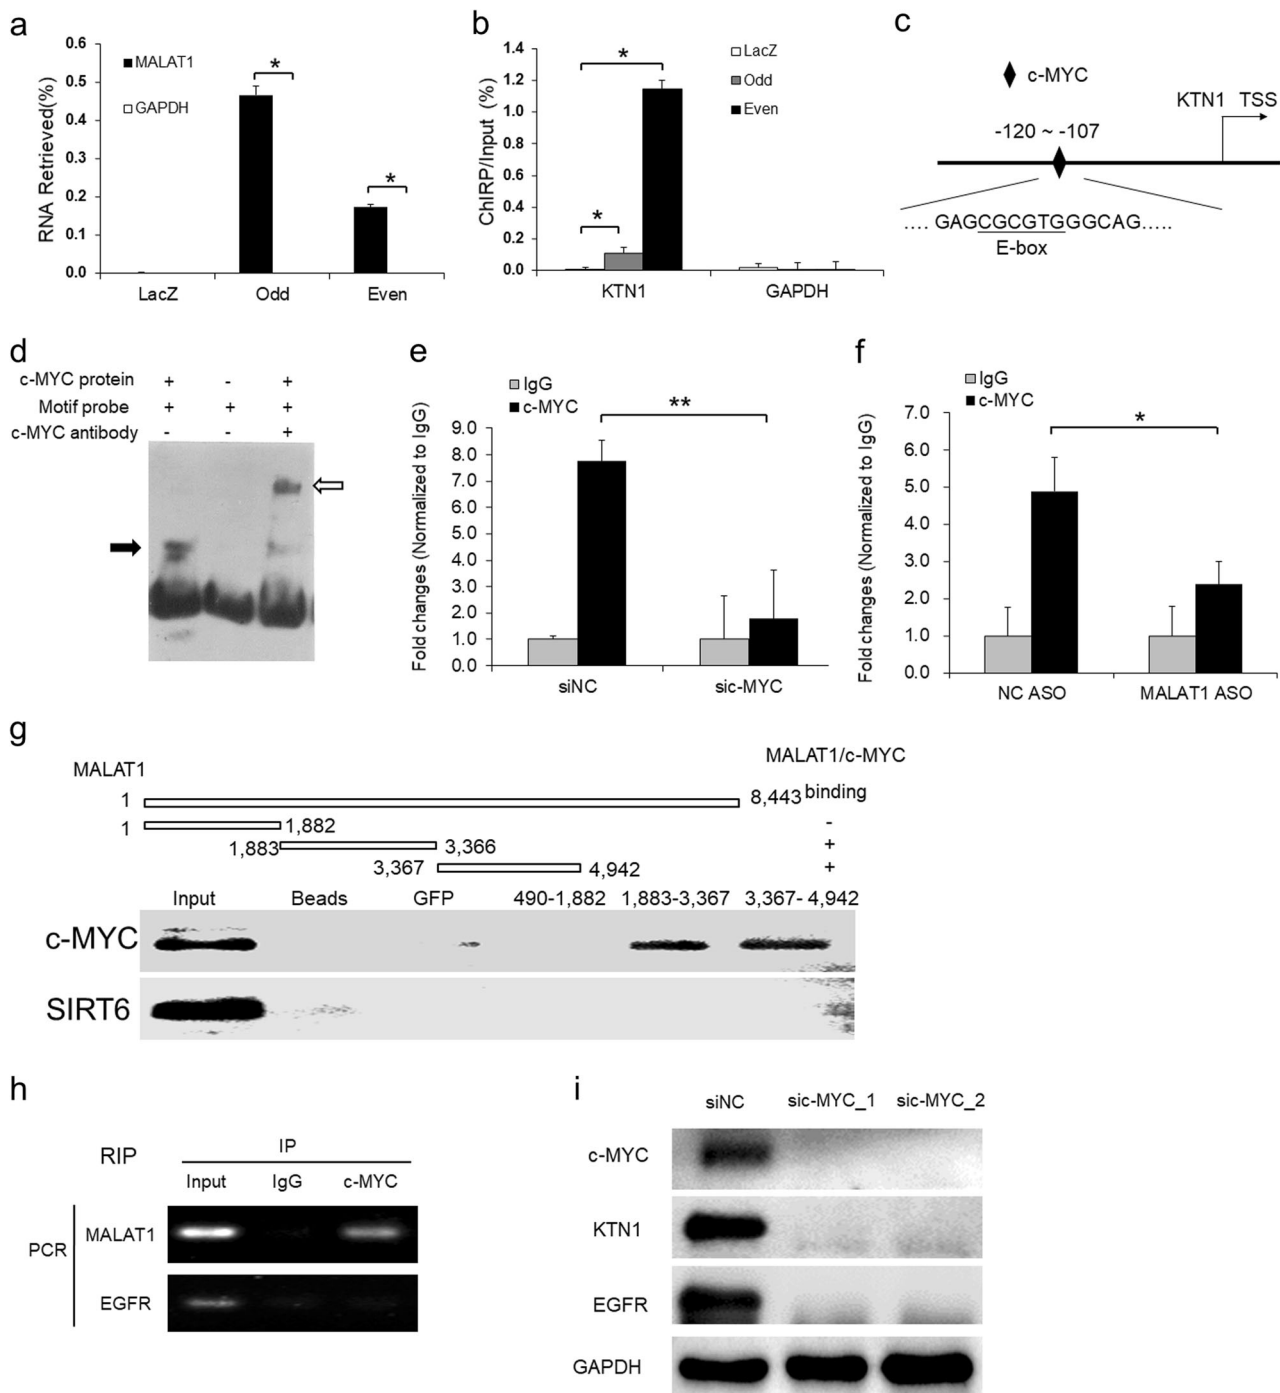 a
0.6
0.5
0.4
0.3
0.2
0.1
0.0
RNA Retrieved(%)
MALAT1
GAPDH
*
*
LacZ Odd Even
b
1.4
1.2
1.0
0.8
0.6
0.4
0.2
0.0
ChIRP/Input (%)
LacZ
Odd
Even
*
*
KTN1 GAPDH
c
c-MYC
KTN1 TSS
-120 ~ -107
.... GAGCGCGTGGGCAG.....
E-box
d
c-MYC protein + - +
Motif probe + + +
c-MYC antibody - - +
e
IgG
c-MYC
**
9.0
8.0
7.0
6.0
5.0
4.0
3.0
2.0
1.0
0.0
Fold changes (Normalized to IgG)
siNC sic-MYC
f
IgG
c-MYC
*
7.0
6.0
5.0
4.0
3.0
2.0
1.0
0.0
Fold changes (Normalized to IgG)
NC ASO MALAT1 ASO
g
MALAT1
MALAT1/c-MYC
binding
1 8,443
1 1,882 -
1,883 3,366 +
3,367 4,942 +
Input Beads GFP 490-1,882 1,883-3,367 3,367- 4,942
c-MYC
SIRT6
h
RIP
IP
Input IgG c-MYC
PCR
MALAT1
EGFR
i
siNC sic-MYC_1 sic-MYC_2
c-MYC
KTN1
EGFR
GAPDH